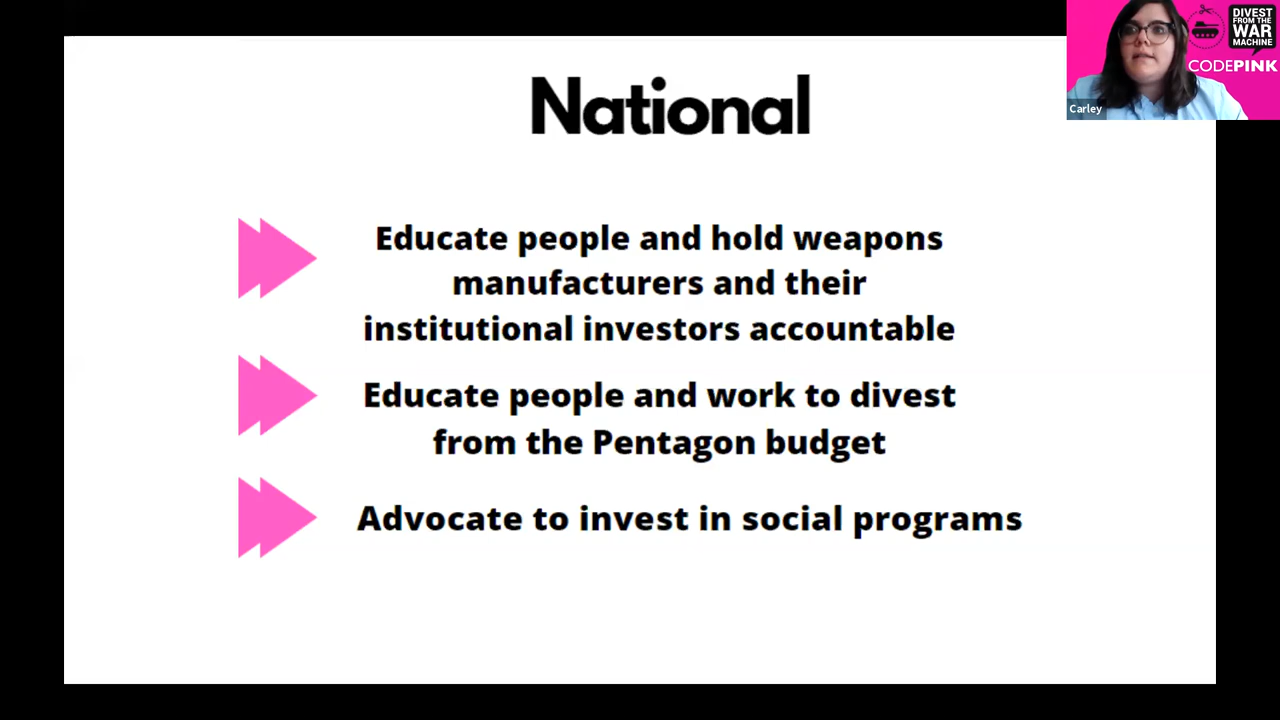 National
Educate people and hold weapons
manufacturers and their
institutional investors accountable
Educate people and work to divest
from the Pentagon budget
Advocate to invest in social programs
DIVEST
FROM THE
WAR
MACHINE
CODEPINK
Carley